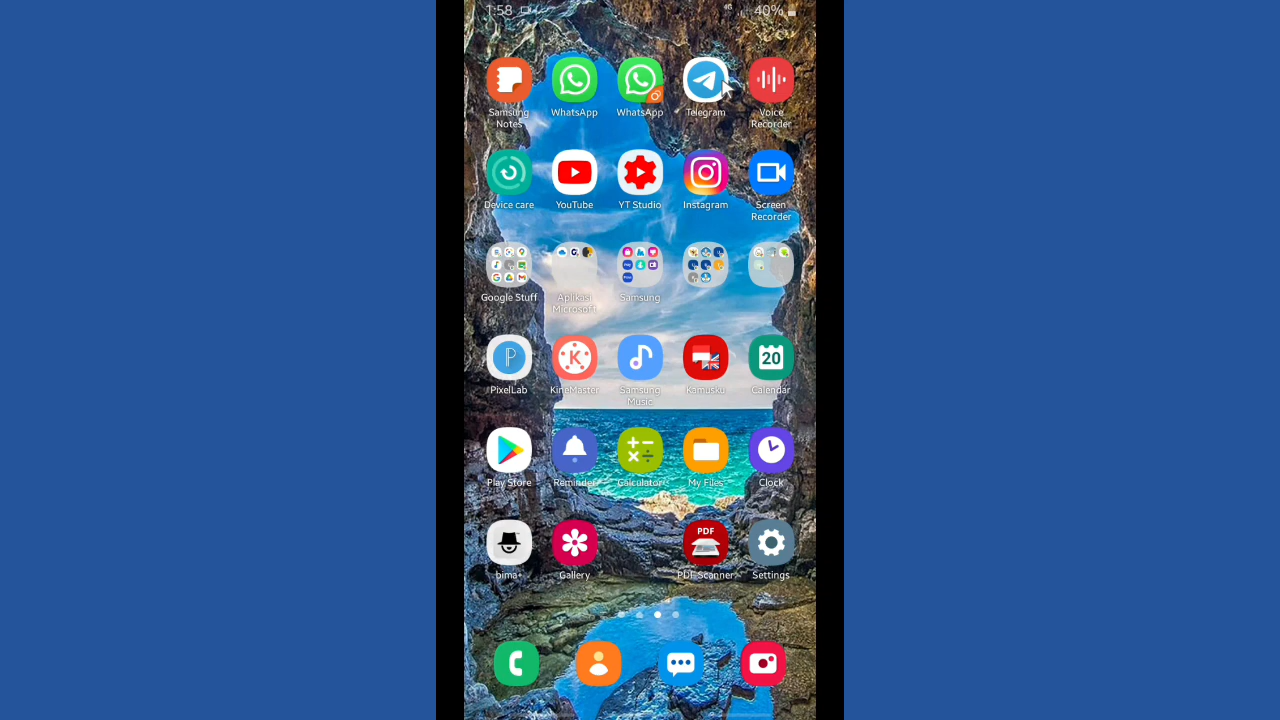 1:58
4G
40%
Samsung
Notes
WhatsApp
WhatsApp
Telegram
Voice
Recorder
Device care
YouTube
YT Studio
Instagram
Screen
Recorder
Google Stuff
Aplikasi
Microsoft
Samsung
PixelLab
K
KineMaster
Samsung
Music
Kamusku
20
Calendar
Play Store
Reminder
Calculator
My Files
Clock
bima+
Gallery
PDF
PDF Scanner
Settings